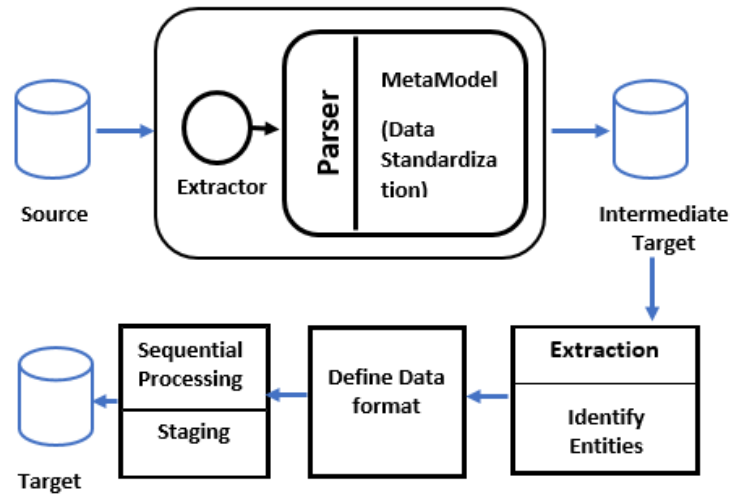 Source
Extractor
Parser
MetaModel
(Data
Standardiza
tion)
Intermediate
Target
Extraction
Identify
Entities
Define Data
format
Sequential
Processing
Staging
Target